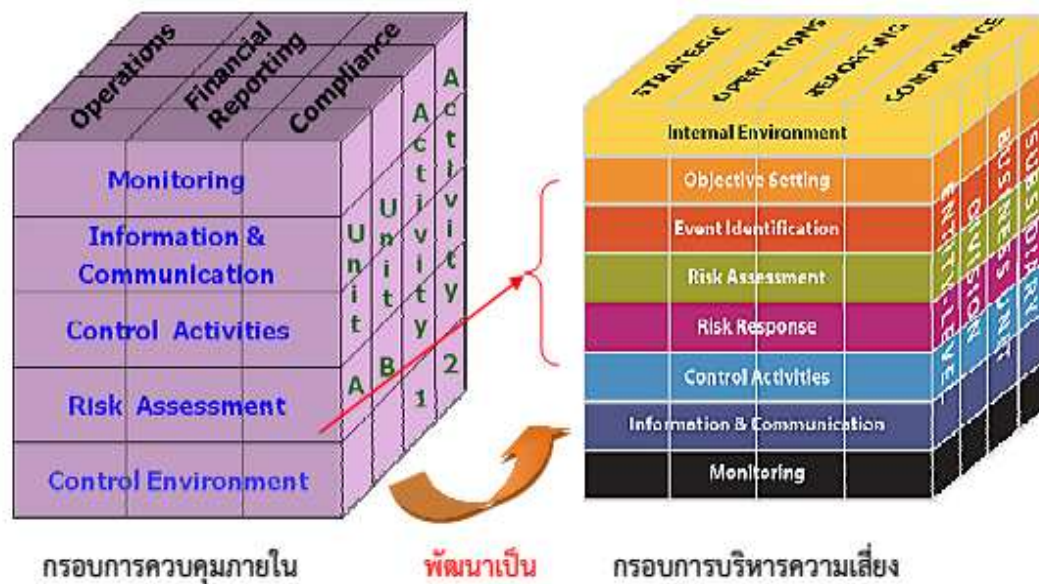 Operations
Financial
Reporting
Compliance
Monitoring
Information &
Communication
Control Activities
Risk Assessment
Control Environment
Unit A
Unit B
Activity 1
Activity 2
STRATEGIC
OPERATIONS
REPORTING
COMPLIANCE
Internal Environment
Objective Setting
Event Identification
Risk Assessment
Risk Response
Control Activities
Information & Communication
Monitoring
ENTITY-LEVEL
DIVISION
BUSINESS UNIT
SUBSIDIARY
กรอบการควบคุมภายใน
พัฒนาเป็น
กรอบการบริหารความเสี่ยง